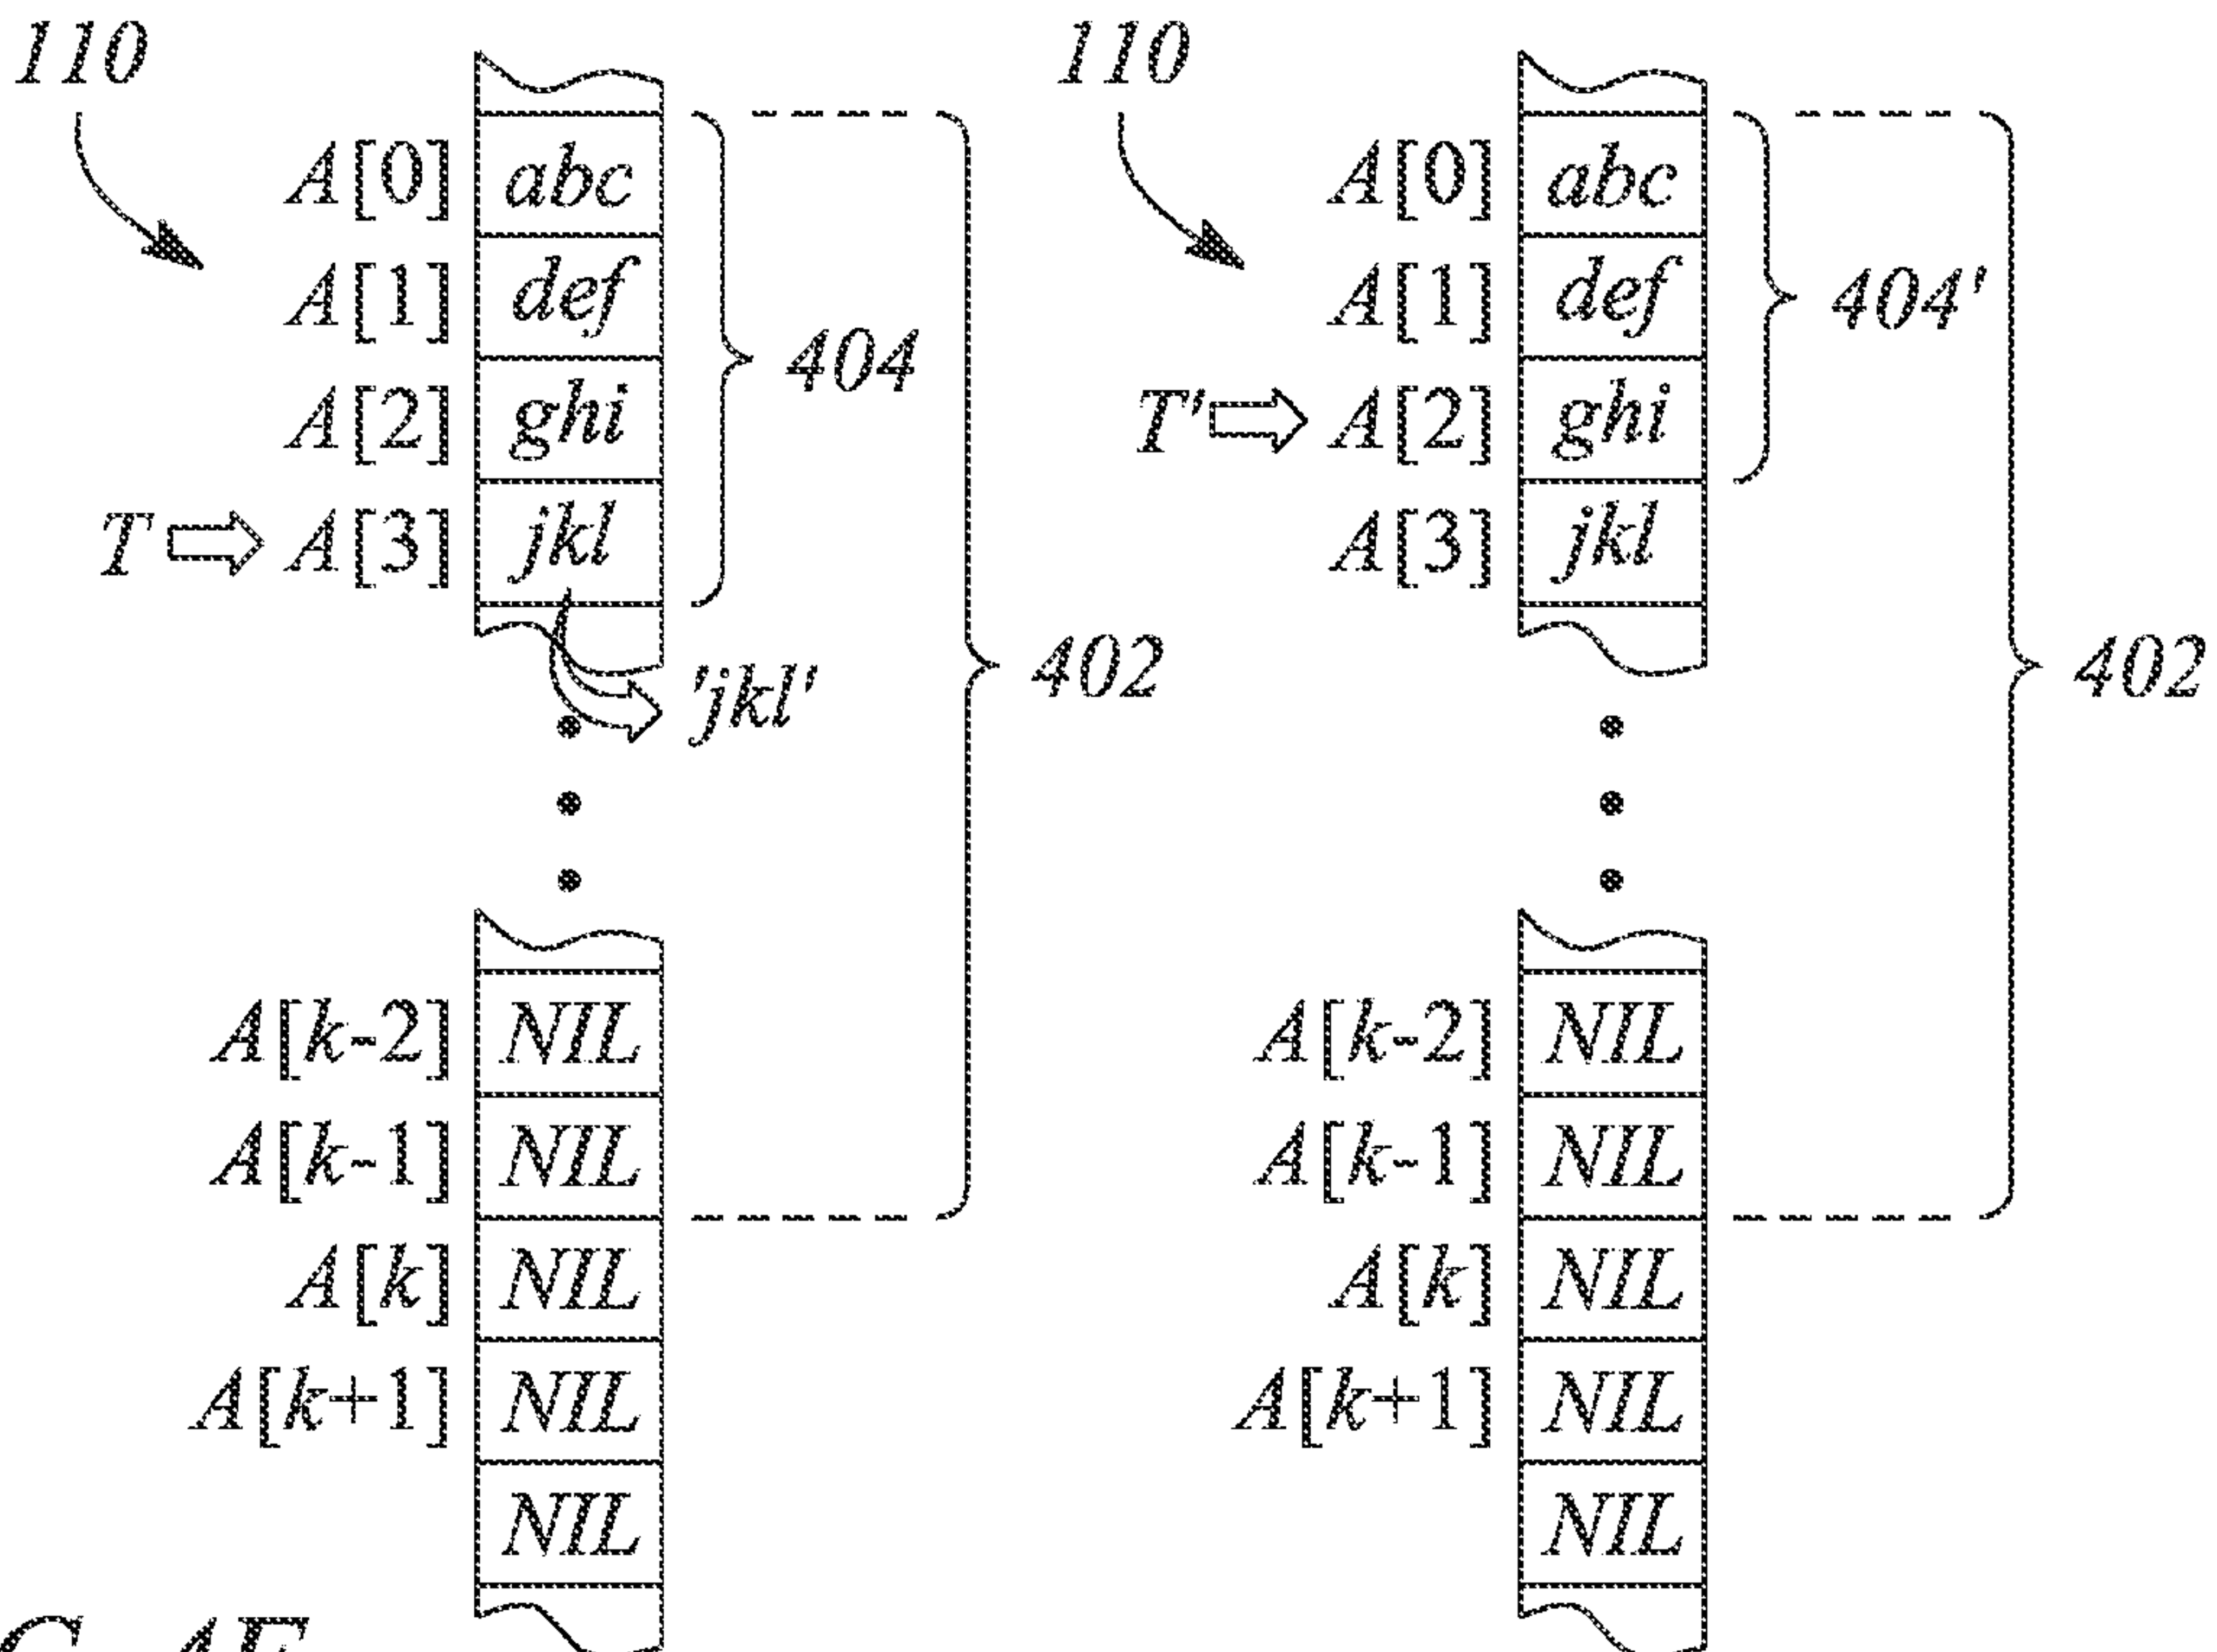 110
A[0] abc
A[1] def
A[2] ghi
T A[3] jkl
404
'jkl'
402
A[k-2] NIL
A[k-1] NIL
A[k] NIL
A[k+1] NIL
NIL
110
A[0] abc
A[1] def
T' A[2] ghi
A[3] jkl
404'
402
A[k-2] NIL
A[k-1] NIL
A[k] NIL
A[k+1] NIL
NIL